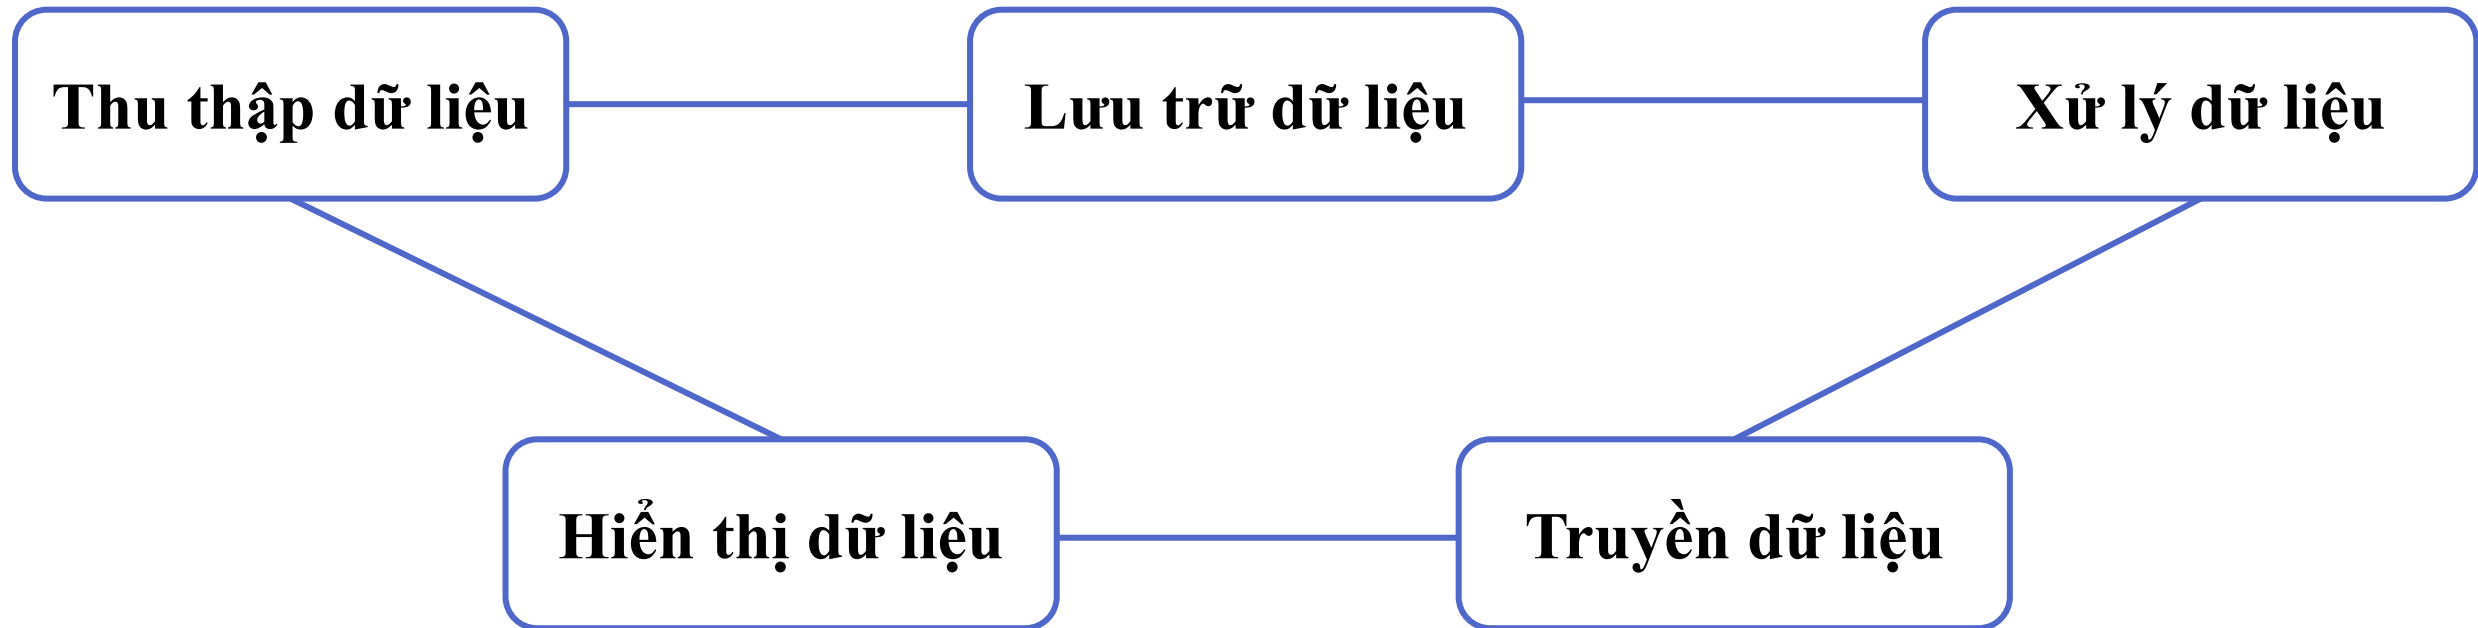 Thu thập dữ liệu
Lưu trữ dữ liệu
Xử lý dữ liệu
Hiển thị dữ liệu
Truyền dữ liệu